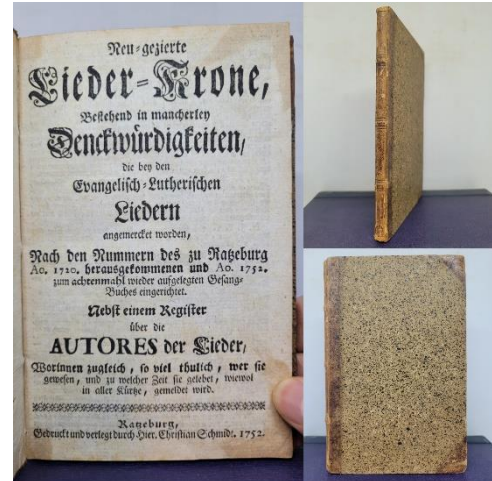 Neu-gezierte
Lieder-Krone,
Bestehend in mancherley
Denckwürdigkeiten,
die bey den
Evangelisch-Lutherischen
Liedern
angemercket worden,
Nach den Nummern des zu Ratzeburg
Ao. 1720. herausgekommenen und Ao. 1752.
zum achtenmahl wieder aufgelegten Gesang-
Buches eingerichtet.
Nebst einem Register
über die
AUTORES der Lieder,
Worinnen zugleich, so viel thulich, wer sie
gewesen, und zu welcher Zeit sie gelebet, wiewol
in aller Kürtze, gemeldet wird.
Ratzeburg,
Gedruckt und verlegt durch Hier. Christian Schmidt. 1752.